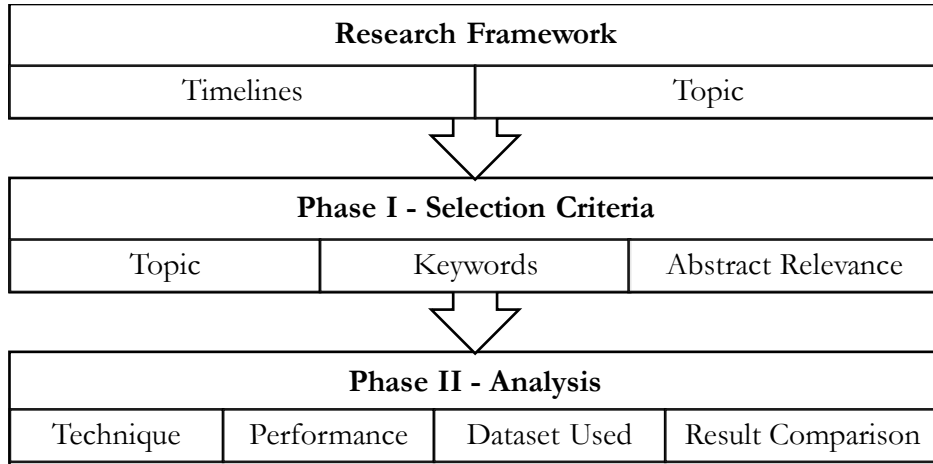 Research Framework
Timelines Topic
Phase I - Selection Criteria
Topic Keywords Abstract Relevance
Phase II - Analysis
Technique Performance Dataset Used Result Comparison